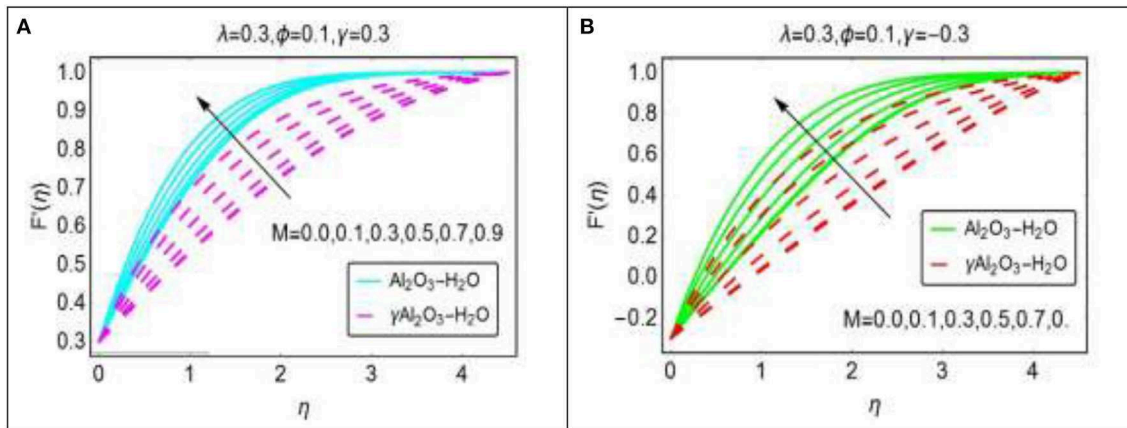 A
λ=0.3,ϕ=0.1,γ=0.3
1.0
0.9
0.8
0.7
0.6
0.5
0.4
0.3
F'(η)
M=0.0,0.1,0.3,0.5,0.7,0.9
Al₂O₃−H₂O
γAl₂O₃−H₂O
0 1 2 3 4
η
B
λ=0.3,ϕ=0.1,γ=−0.3
1.0
0.8
0.6
0.4
0.2
0.0
−0.2
F'(η)
Al₂O₃−H₂O
γAl₂O₃−H₂O
M=0.0,0.1,0.3,0.5,0.7,0.
0 1 2 3 4
η